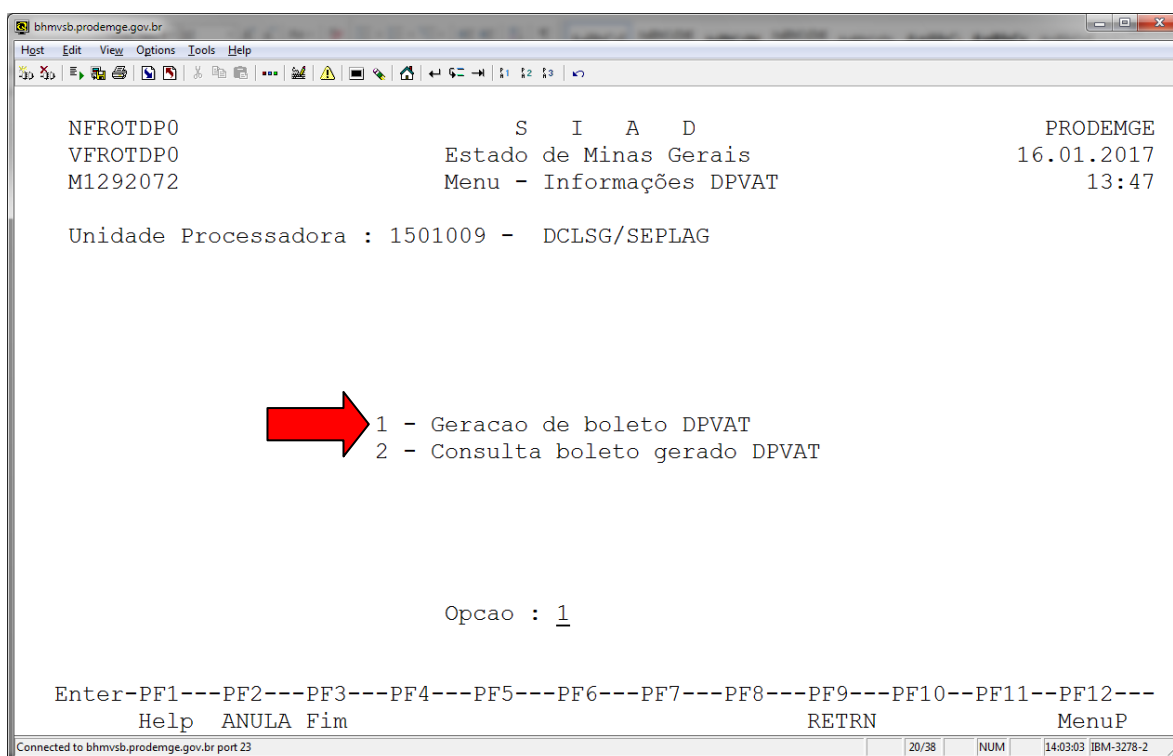 bhmvsb.prodemge.gov.br
Host Edit View Options Tools Help
NFROTDP0 S I A D PRODEMGE
VFROTDP0 Estado de Minas Gerais 16.01.2017
M1292072 Menu - Informações DPVAT 13:47
Unidade Processadora : 1501009 - DCLSG/SEPLAG
1 - Geracao de boleto DPVAT
2 - Consulta boleto gerado DPVAT
Opcao : 1
Enter-PF1---PF2---PF3---PF4---PF5---PF6---PF7---PF8---PF9---PF10--PF11--PF12---
Help ANULA Fim RETRN MenuP
Connected to bhmvsb.prodemge.gov.br port 23 20/38 NUM 14:03:03 IBM-3278-2